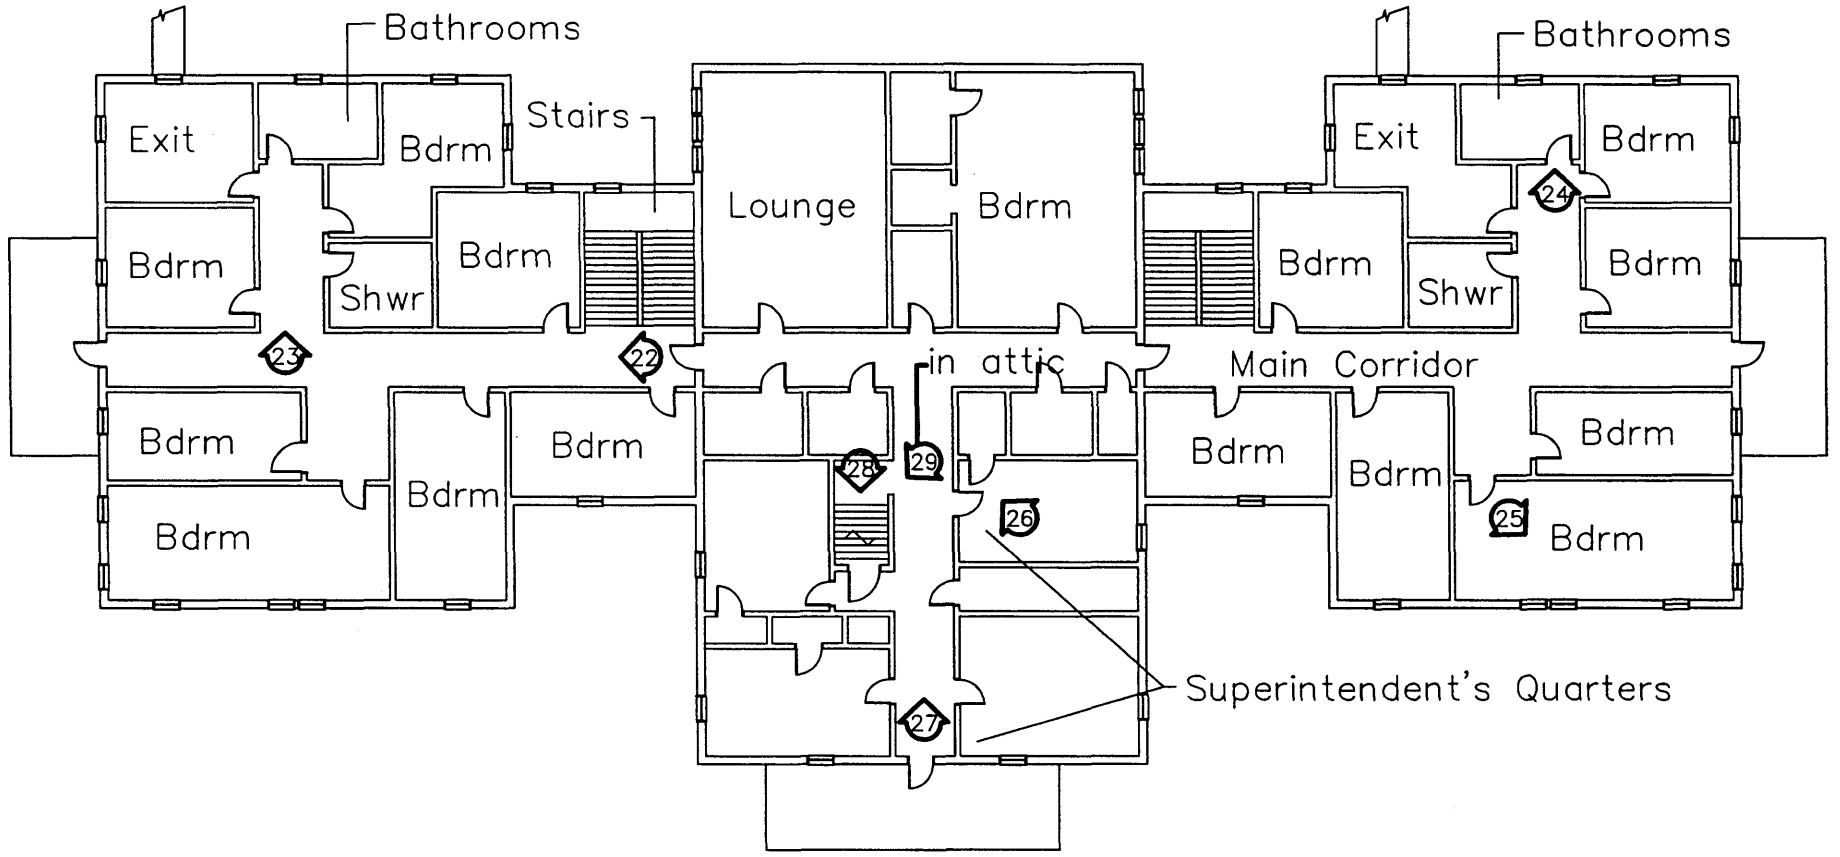 Bathrooms
Bathrooms
Stairs
Exit
Bdrm
Exit
Bdrm
24
Lounge
Bdrm
Bdrm
Bdrm
Shwr
Bdrm
Bdrm
Shwr
Bdrm
23
22
in attic
Main Corridor
Bdrm
Bdrm
28
29
Bdrm
Bdrm
Bdrm
Bdrm
Bdrm
26
25
Bdrm
Superintendent's Quarters
27